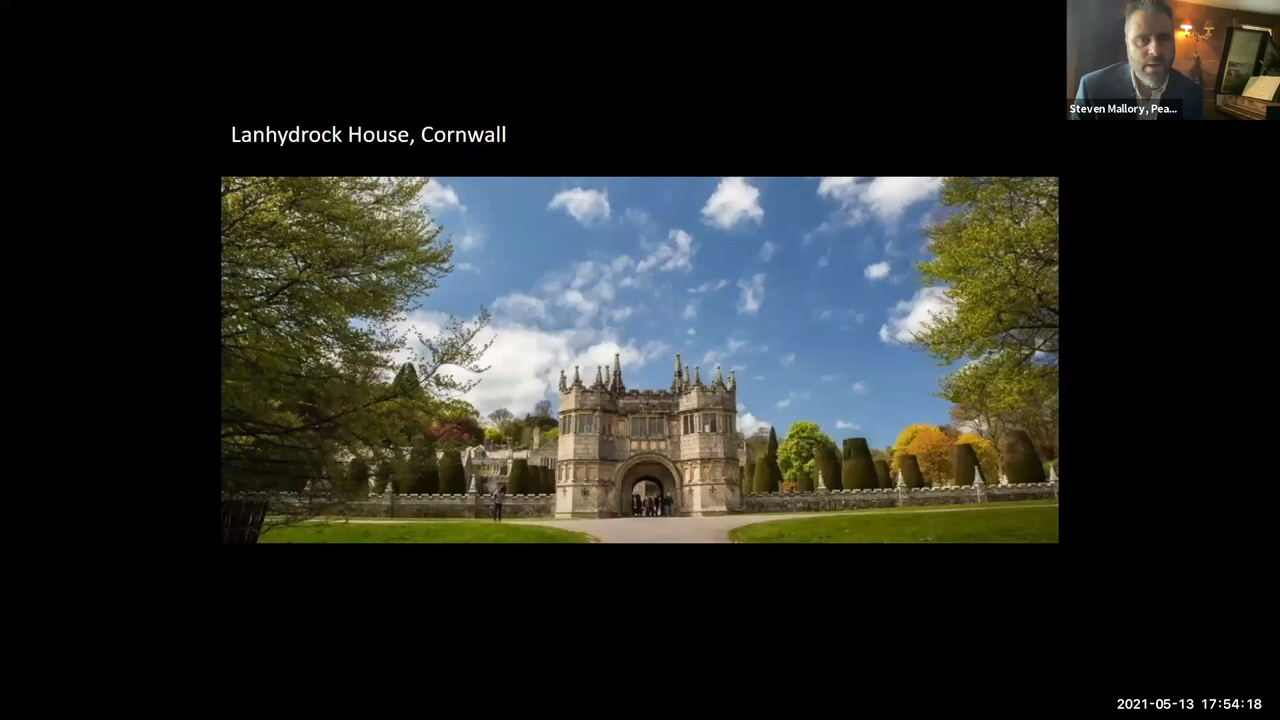 Lanhydrock House, Cornwall
Steven Mallory, Pea...
2021-05-13 17:54:18